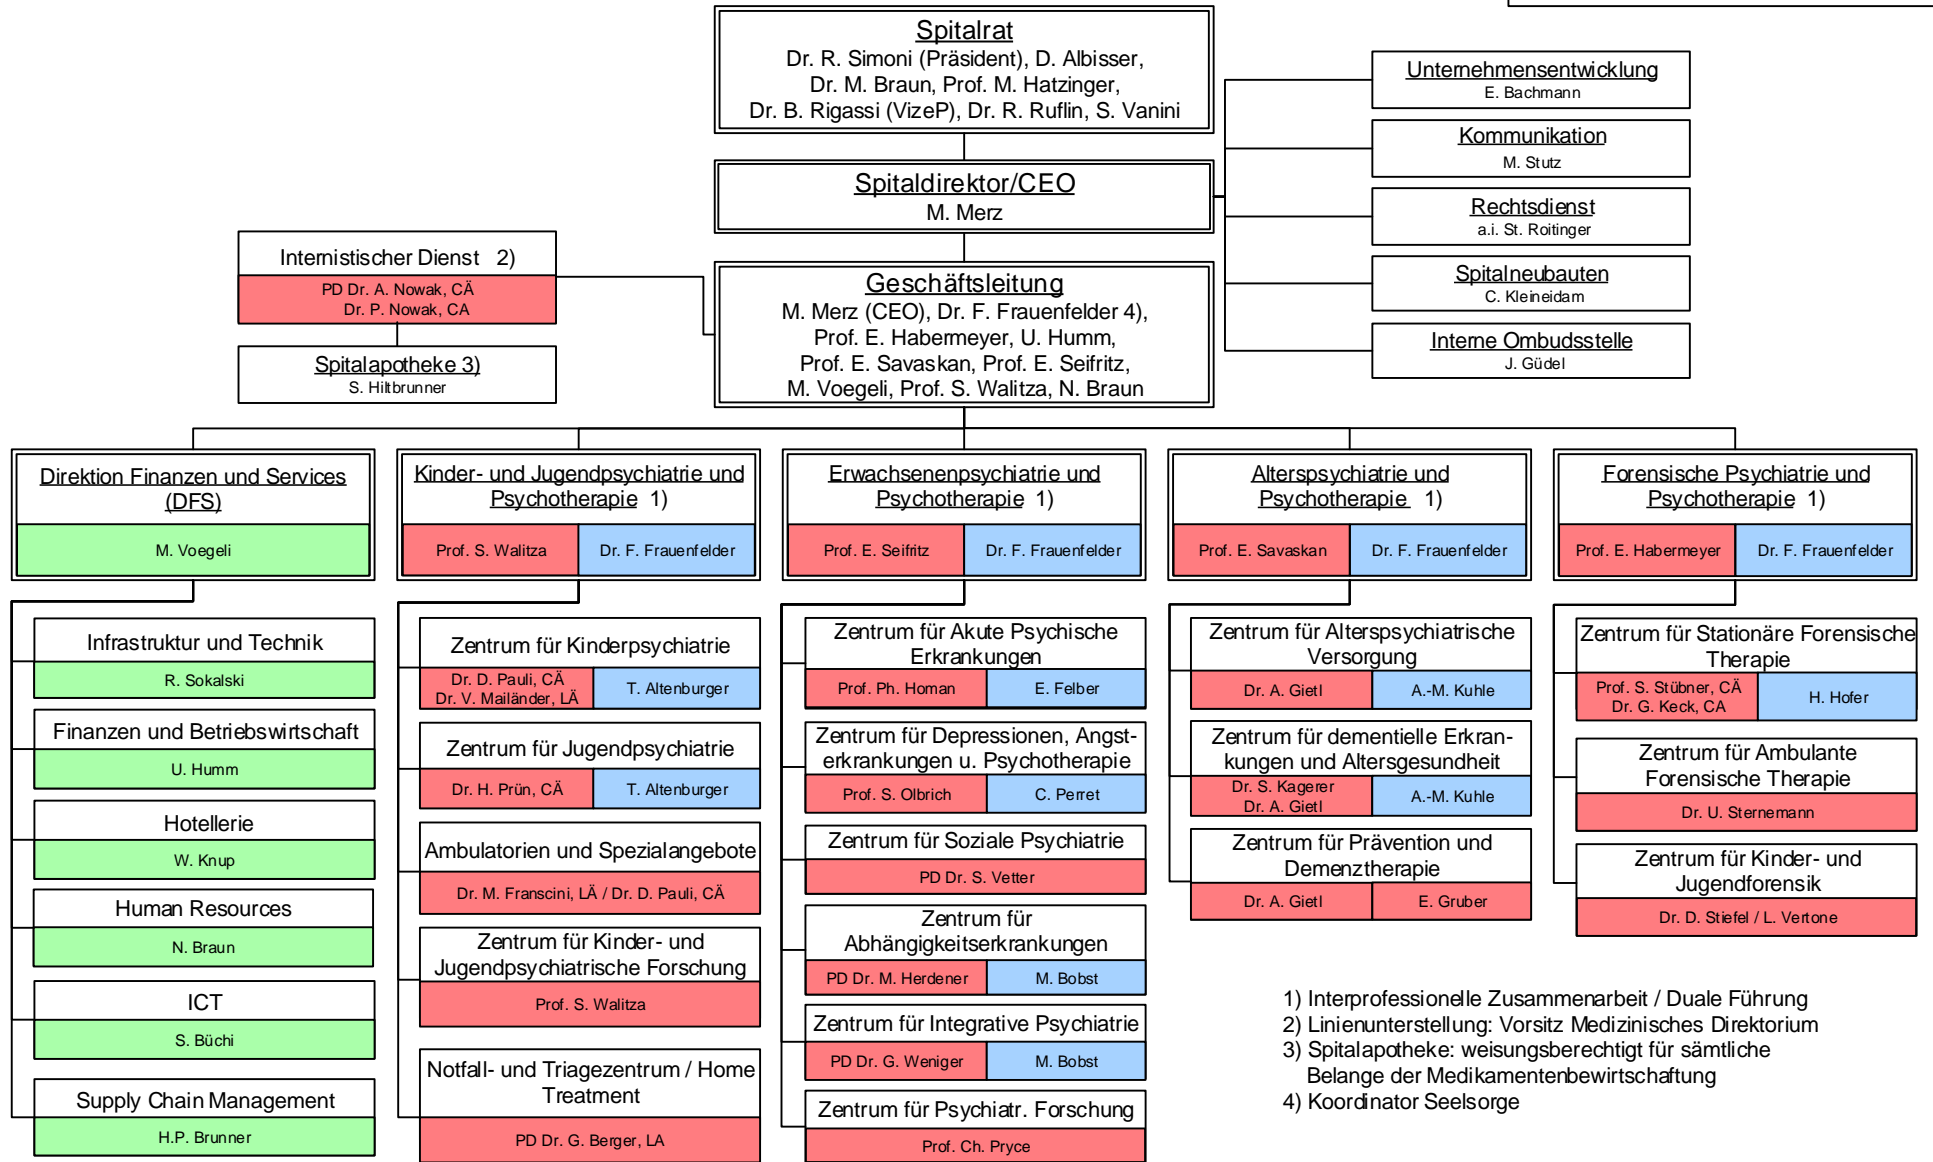 Spitalrat
Dr. R. Simoni (Präsident), D. Albisser,
Dr. M. Braun, Prof. M. Hatzinger,
Dr. B. Rigassi (VizeP), Dr. R. Ruflin, S. Vanini
Spitaldirektor/CEO
M. Merz
Unternehmensentwicklung
E. Bachmann
Kommunikation
M. Stutz
Rechtsdienst
a.i. St. Roitinger
Spitalneubauten
C. Kleineidam
Interne Ombudsstelle
J. Güdel
Internistischer Dienst 2)
PD Dr. A. Nowak, CÄ
Dr. P. Nowak, CA
Spitalapotheke 3)
S. Hiltbrunner
Geschäftsleitung
M. Merz (CEO), Dr. F. Frauenfelder 4),
Prof. E. Habermeyer, U. Humm,
Prof. E. Savaskan, Prof. E. Seifritz,
M. Voegeli, Prof. S. Walitza, N. Braun
Direktion Finanzen und Services
(DFS)
M. Voegeli
Infrastruktur und Technik
R. Sokalski
Finanzen und Betriebswirtschaft
U. Humm
Hotellerie
W. Knup
Human Resources
N. Braun
ICT
S. Büchi
Supply Chain Management
H.P. Brunner
Kinder- und Jugendpsychiatrie und
Psychotherapie 1)
Prof. S. Walitza
Dr. F. Frauenfelder
Zentrum für Kinderpsychiatrie
Dr. D. Pauli, CÄ
Dr. V. Mailänder, LÄ
T. Altenburger
Zentrum für Jugendpsychiatrie
Dr. H. Prün, CÄ
T. Altenburger
Ambulatorien und Spezialangebote
Dr. M. Franscini, LÄ / Dr. D. Pauli, CÄ
Zentrum für Kinder- und
Jugendpsychiatrische Forschung
Prof. S. Walitza
Notfall- und Triagezentrum / Home
Treatment
PD Dr. G. Berger, LA
Erwachsenenpsychiatrie und
Psychotherapie 1)
Prof. E. Seifritz
Dr. F. Frauenfelder
Zentrum für Akute Psychische
Erkrankungen
Prof. Ph. Homan
E. Felber
Zentrum für Depressionen, Angst-
erkrankungen u. Psychotherapie
Prof. S. Olbrich
C. Perret
Zentrum für Soziale Psychiatrie
PD Dr. S. Vetter
Zentrum für
Abhängigkeitserkrankungen
PD Dr. M. Herdener
M. Bobst
Zentrum für Integrative Psychiatrie
PD Dr. G. Weniger
M. Bobst
Zentrum für Psychiatr. Forschung
Prof. Ch. Pryce
Alterspsychiatrie und
Psychotherapie 1)
Prof. E. Savaskan
Dr. F. Frauenfelder
Zentrum für Alterspsychiatrische
Versorgung
Dr. A. Gietl
A.-M. Kuhle
Zentrum für dementielle Erkran-
kungen und Altersgesundheit
Dr. S. Kagerer
Dr. A. Gietl
A.-M. Kuhle
Zentrum für Prävention und
Demenztherapie
Dr. A. Gietl
E. Gruber
Forensische Psychiatrie und
Psychotherapie 1)
Prof. E. Habermeyer
Dr. F. Frauenfelder
Zentrum für Stationäre Forensische
Therapie
Prof. S. Stübner, CÄ
Dr. G. Keck, CA
H. Hofer
Zentrum für Ambulante
Forensische Therapie
Dr. U. Sternemann
Zentrum für Kinder- und
Jugendforensik
Dr. D. Stiefel / L. Vertone
1) Interprofessionelle Zusammenarbeit / Duale Führung
2) Linienunterstellung: Vorsitz Medizinisches Direktorium
3) Spitalapotheke: weisungsberechtigt für sämtliche
Belange der Medikamentenbewirtschaftung
4) Koordinator Seelsorge